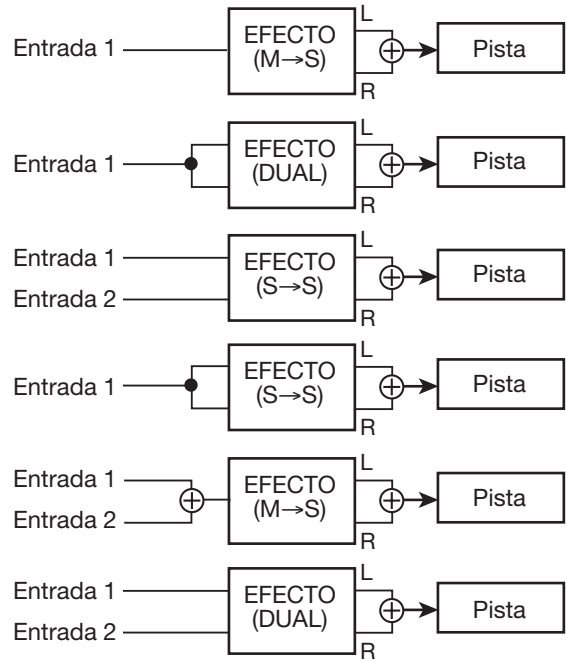 L
Entrada 1 EFECTO Pista
(M→S)
R
L
Entrada 1 EFECTO Pista
(DUAL)
R
L
Entrada 1 EFECTO Pista
Entrada 2 (S→S)
R
L
Entrada 1 EFECTO Pista
(S→S)
R
L
Entrada 1 EFECTO Pista
Entrada 2 (M→S)
R
L
Entrada 1 EFECTO Pista
Entrada 2 (DUAL)
R